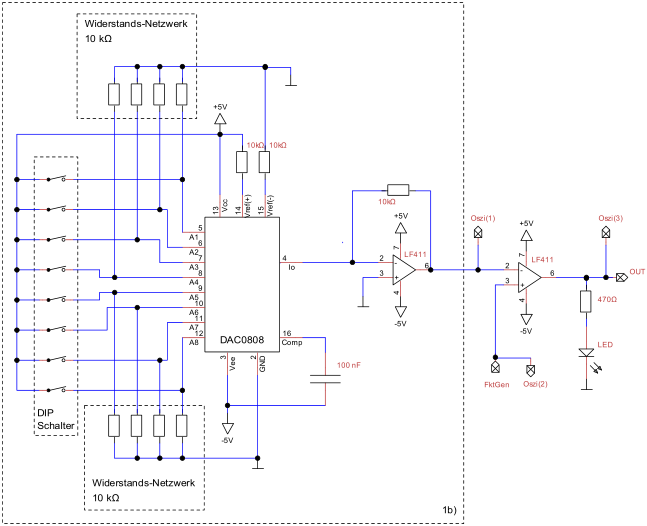 Widerstands-Netzwerk
10 kΩ
+5V
10kΩ 10kΩ
13 Vcc
14 Vref(+)
15 Vref(-)
5
A1
6
A2
7
A3
8
A4
9
A5
10
A6
11
A7
12
A8
4
Io
DAC0808
16
Comp
3
Vee
2
GND
100 nF
-5V
10kΩ
+5V
7
LF411
2
-
3
+
6
4
-5V
Oszi(1)
+5V
7
LF411
2
-
3
+
6
4
-5V
Oszi(3)
OUT
470Ω
LED
FktGen
Oszi(2)
DIP
Schalter
Widerstands-Netzwerk
10 kΩ
1b)